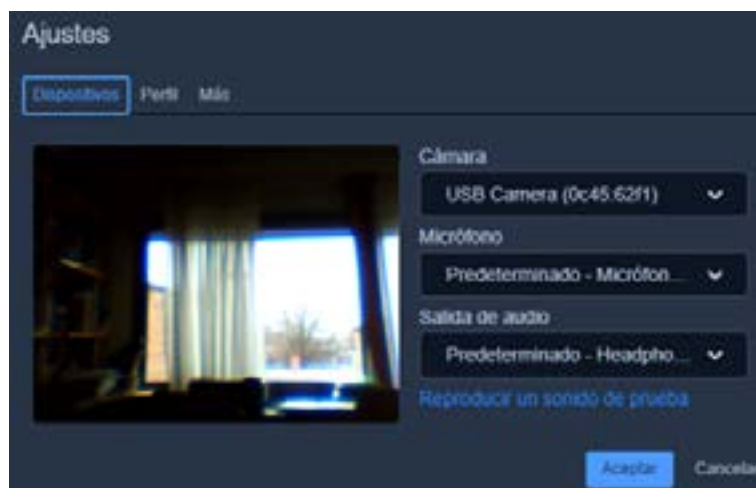 Ajustes
Dispositivos Perfil Más
Cámara
USB Camera (0c45:62f1)
Micrófono
Predeterminado - Micrófon...
Salida de audio
Predeterminado - Headpho...
Reproducir un sonido de prueba
Aceptar Cancelar